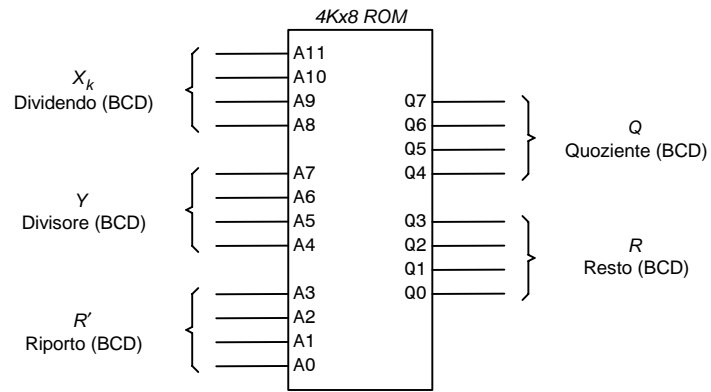 4Kx8 ROM
X_k
Dividendo (BCD)
Y
Divisore (BCD)
R'
Riporto (BCD)
A11
A10
A9
A8
A7
A6
A5
A4
A3
A2
A1
A0
Q7
Q6
Q5
Q4
Q3
Q2
Q1
Q0
Q
Quoziente (BCD)
R
Resto (BCD)